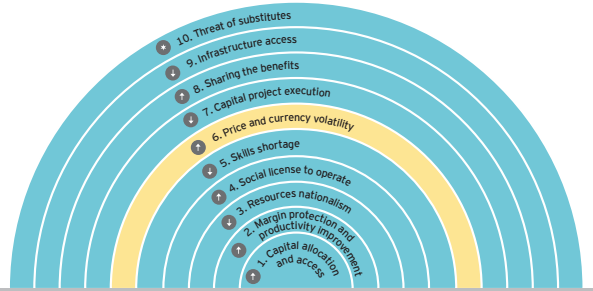 10. Threat of substitutes
9. Infrastructure access
8. Sharing the benefits
7. Capital project execution
6. Price and currency volatility
5. Skills shortage
4. Social license to operate
3. Resources nationalism
2. Margin protection and
productivity improvement
1. Capital allocation
and access